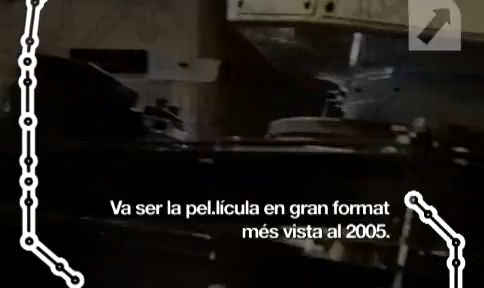 Va ser la pel.lícula en gran format
més vista al 2005.